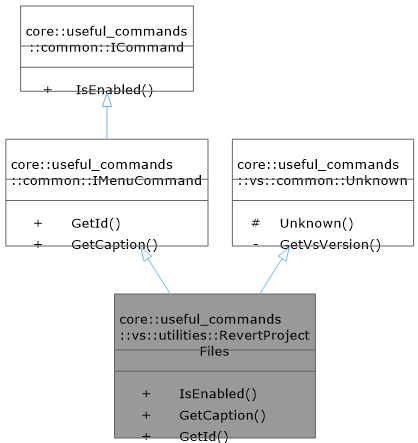 core::useful_commands
::common::ICommand
+ IsEnabled()
core::useful_commands
::common::IMenuCommand
+ GetId()
+ GetCaption()
core::useful_commands
::vs::common::Unknown
# Unknown()
- GetVsVersion()
core::useful_commands
::vs::utilities::RevertProject
Files
+ IsEnabled()
+ GetCaption()
+ GetId()